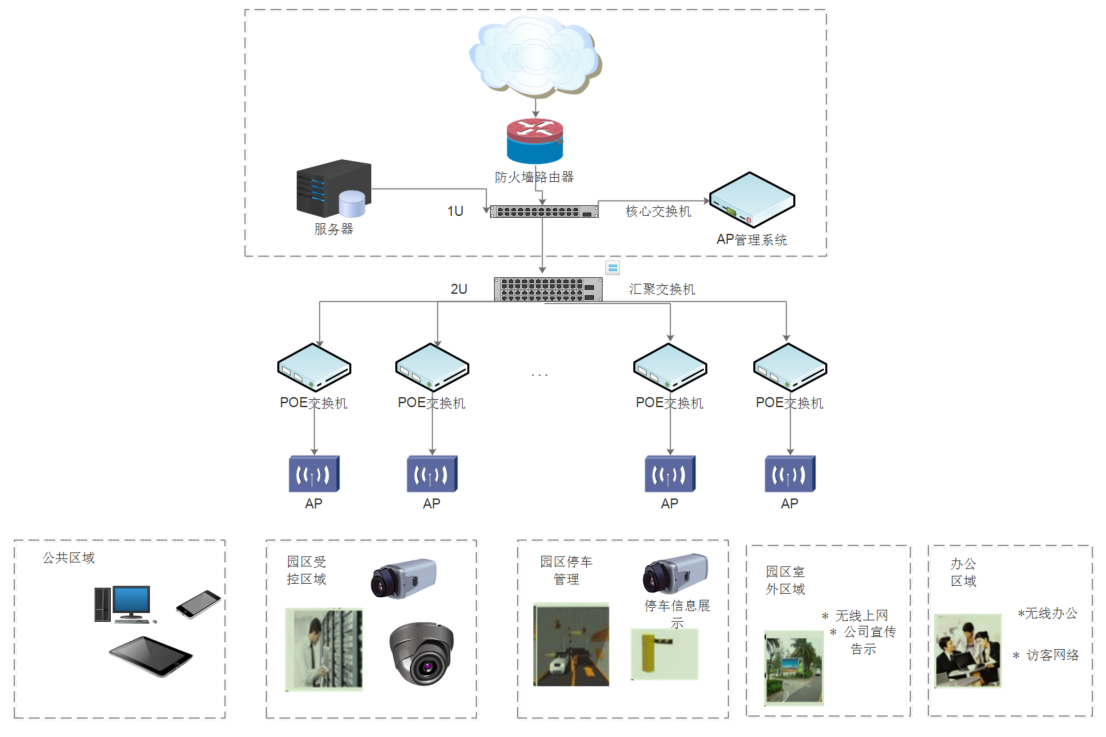 防火墙路由器
服务器
1U
核心交换机
AP管理系统
2U
汇聚交换机
...
POE交换机
POE交换机
POE交换机
POE交换机
AP
AP
AP
AP
公共区域
园区受
控区域
园区停车
管理
停车信息展
示
园区室
外区域
* 无线上网
* 公司宣传
告示
办公
区域
*无线办公
* 访客网络